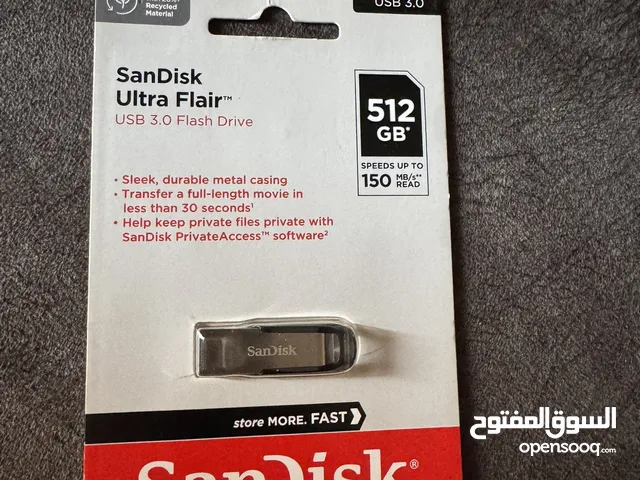 Recycled
Material
USB 3.0
SanDisk
Ultra Flair™
USB 3.0 Flash Drive
512
GB*
SPEEDS UP TO
150 MB/s**
READ
• Sleek, durable metal casing
• Transfer a full-length movie in
less than 30 seconds¹
• Help keep private files private with
SanDisk PrivateAccess™ software²
SanDisk
store MORE. FAST
SanDisk®
السوق المفتوح
opensooq.com